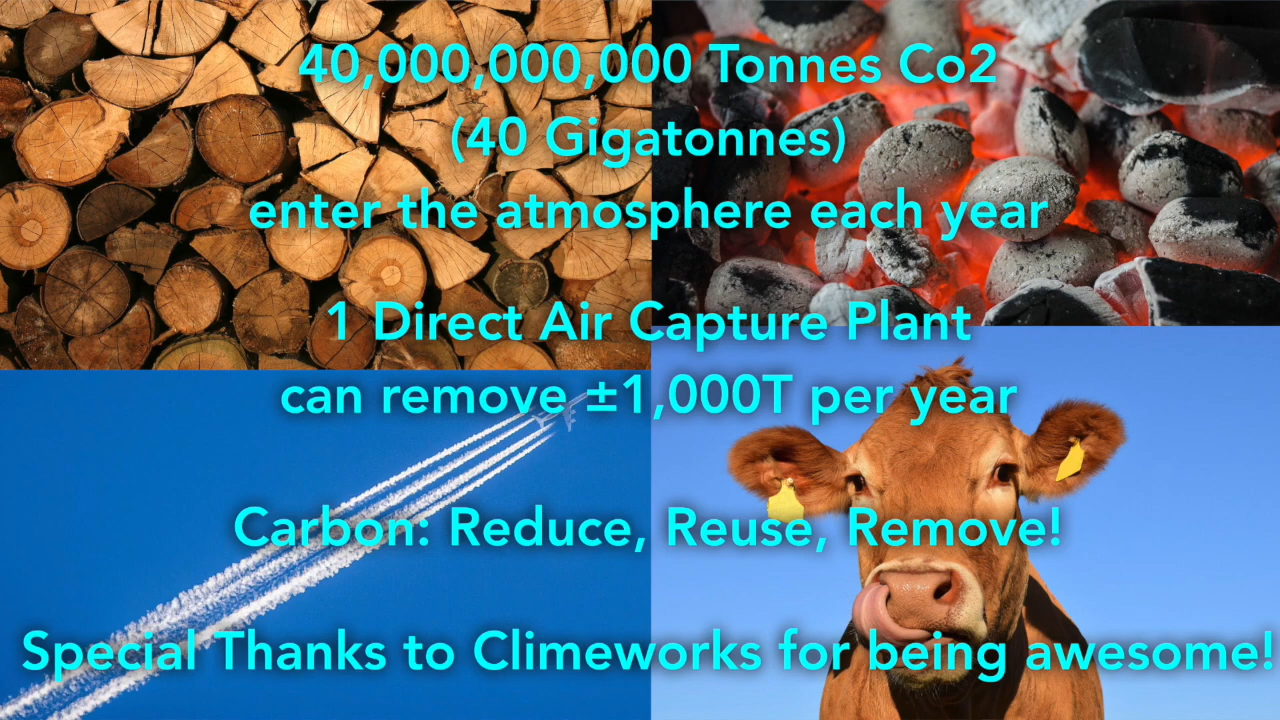 40,000,000,000 Tonnes Co2
(40 Gigatonnes)
enter the atmosphere each year
1 Direct Air Capture Plant
can remove ±1,000T per year
Carbon: Reduce, Reuse, Remove!
Special Thanks to Climeworks for being awesome!